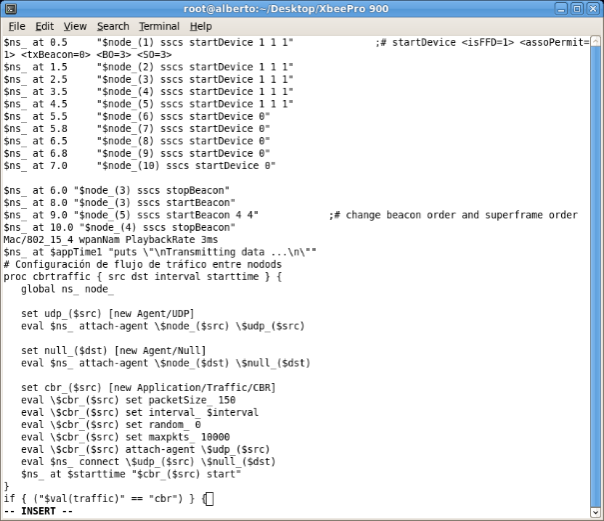 root@alberto:~/Desktop/XbeePro 900
File Edit View Search Terminal Help
$ns_ at 0.5 "$node_(1) sscs startDevice 1 1 1" ;# startDevice <isFFD=1> <assoPermit=
1> <txBeacon=0> <BO=3> <SO=3>
$ns_ at 1.5 "$node_(2) sscs startDevice 1 1 1"
$ns_ at 2.5 "$node_(3) sscs startDevice 1 1 1"
$ns_ at 3.5 "$node_(4) sscs startDevice 1 1 1"
$ns_ at 4.5 "$node_(5) sscs startDevice 1 1 1"
$ns_ at 5.5 "$node_(6) sscs startDevice 0"
$ns_ at 5.8 "$node_(7) sscs startDevice 0"
$ns_ at 6.5 "$node_(8) sscs startDevice 0"
$ns_ at 6.8 "$node_(9) sscs startDevice 0"
$ns_ at 7.0 "$node_(10) sscs startDevice 0"
$ns_ at 6.0 "$node_(3) sscs stopBeacon"
$ns_ at 8.0 "$node_(3) sscs startBeacon"
$ns_ at 9.0 "$node_(5) sscs startBeacon 4 4" ;# change beacon order and superframe order
$ns_ at 10.0 "$node_(4) sscs stopBeacon"
Mac/802_15_4 wpanNam PlaybackRate 3ms
$ns_ at $appTime1 "puts \"\nTransmitting data ...\n\""
# Configuración de flujo de tráfico entre nodods
proc cbrtraffic { src dst interval starttime } {
global ns_ node_
set udp_($src) [new Agent/UDP]
eval $ns_ attach-agent \$node_($src) \$udp_($src)
set null_($dst) [new Agent/Null]
eval $ns_ attach-agent \$node_($dst) \$null_($dst)
set cbr_($src) [new Application/Traffic/CBR]
eval \$cbr_($src) set packetSize_ 150
eval \$cbr_($src) set interval_ $interval
eval \$cbr_($src) set random_ 0
eval \$cbr_($src) set maxpkts_ 10000
eval \$cbr_($src) attach-agent \$udp_($src)
eval $ns_ connect \$udp_($src) \$null_($dst)
$ns_ at $starttime "$cbr_($src) start"
}
if { ("$val(traffic)" == "cbr") } {
-- INSERT --